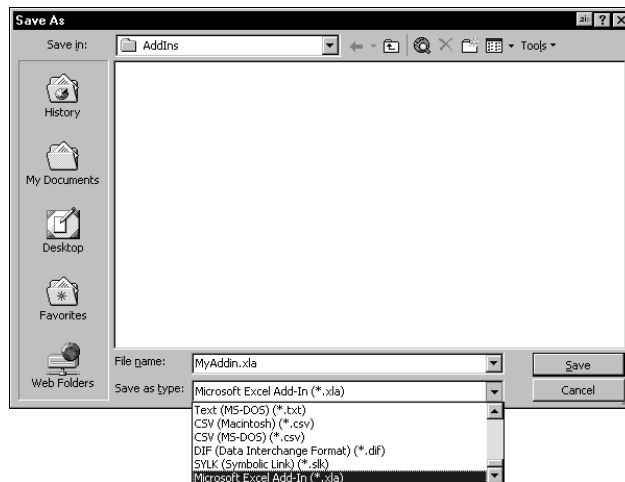 Save As
Save in:
AddIns
Tools
History
My Documents
Desktop
Favorites
Web Folders
File name:
MyAddin.xla
Save
Save as type:
Microsoft Excel Add-In (*.xla)
Cancel
Text (MS-DOS) (*.txt)
CSV (Macintosh) (*.csv)
CSV (MS-DOS) (*.csv)
DIF (Data Interchange Format) (*.dif)
SYLK (Symbolic Link) (*.slk)
Microsoft Excel Add-In (*.xla)